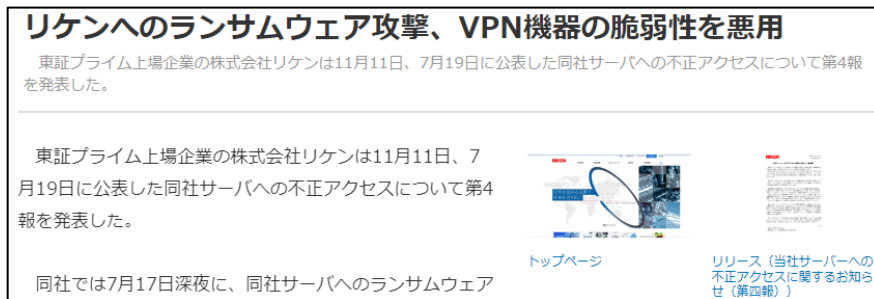 リケンへのランサムウェア攻撃、VPN機器の脆弱性を悪用
東証プライム上場企業の株式会社リケンは11月11日、7月19日に公表した同社サーバへの不正アクセスについて第4報
を発表した。
東証プライム上場企業の株式会社リケンは11月11日、7
月19日に公表した同社サーバへの不正アクセスについて第4
報を発表した。
同社では7月17日深夜に、同社サーバへのランサムウェア
RIKEN
トップページ
RIKEN
リリース（当社サーバーへの
不正アクセスに関するお知ら
せ（第四報））